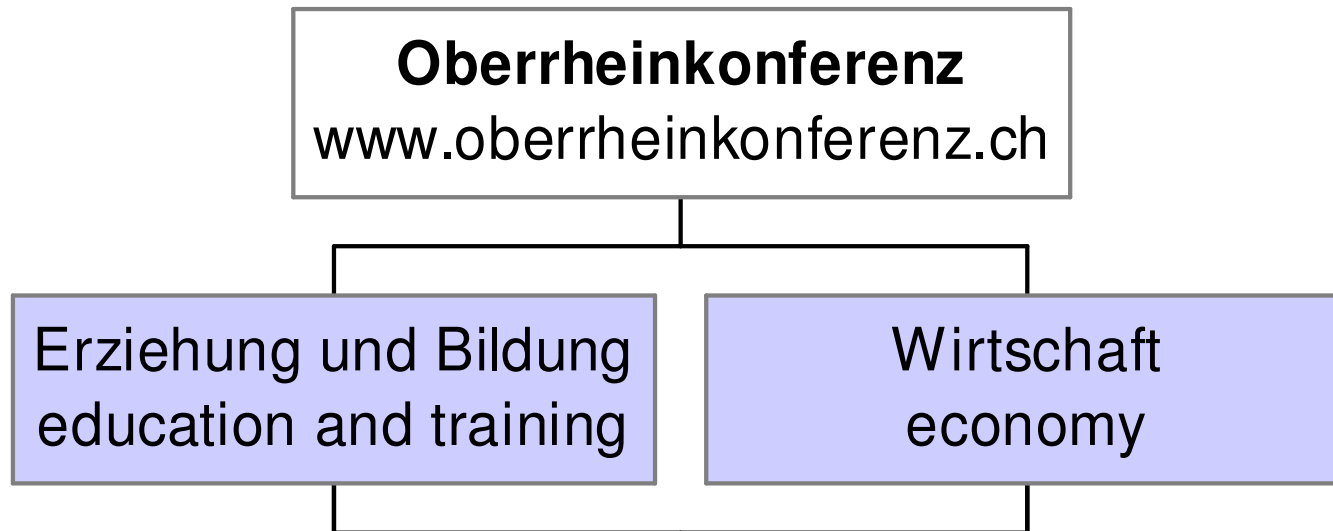 Oberrheinkonferenz
www.oberrheinkonferenz.ch
Erziehung und Bildung
education and training
Wirtschaft
economy